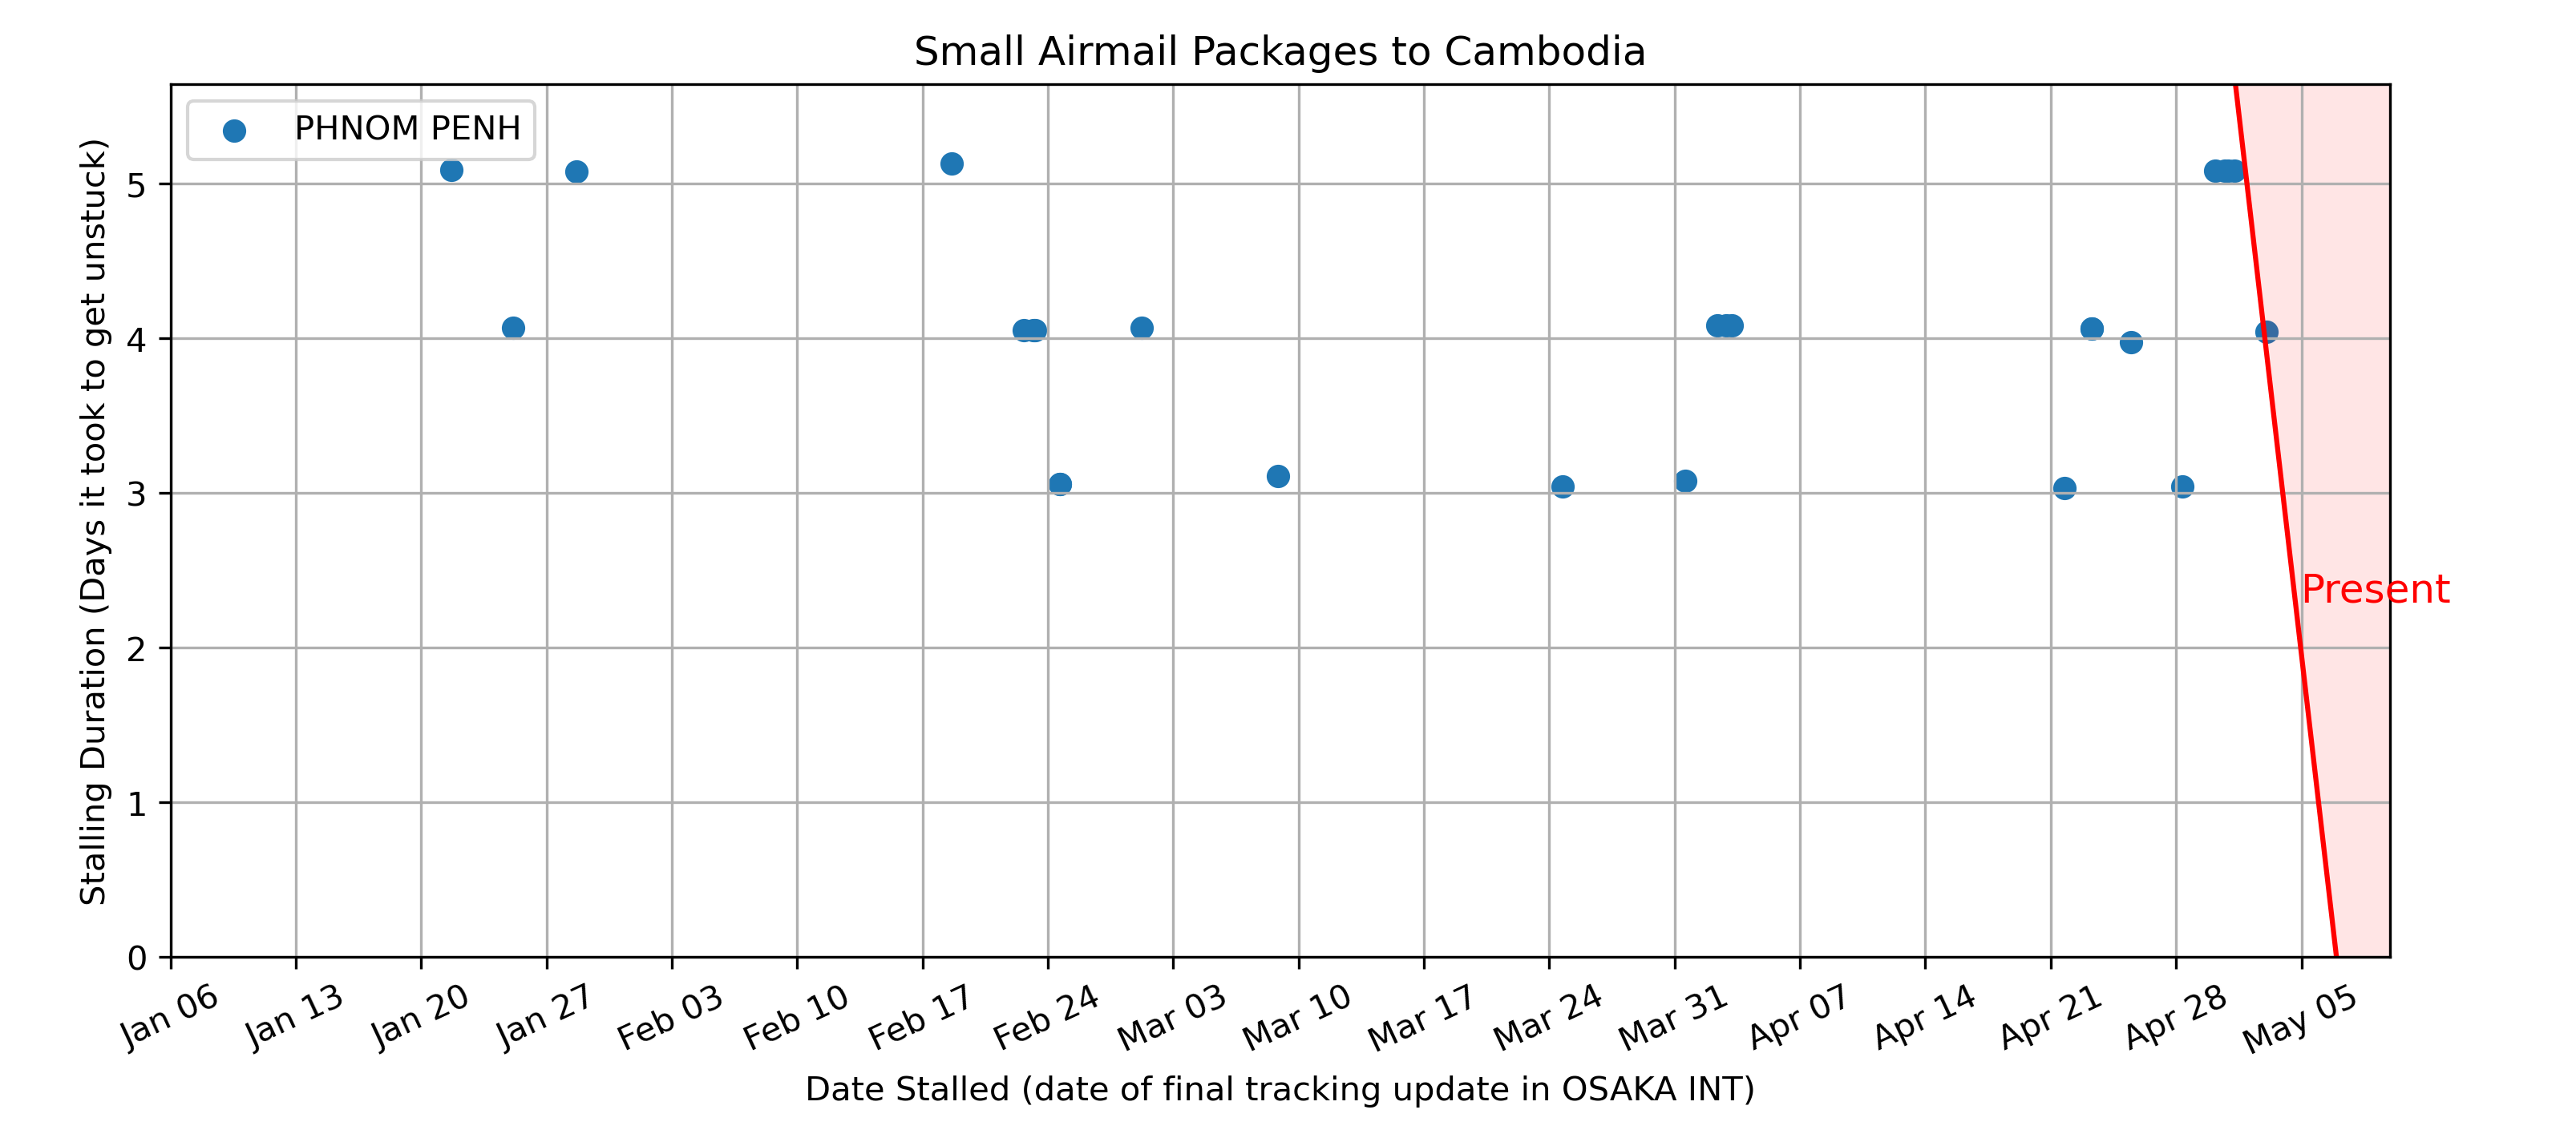 Small Airmail Packages to Cambodia
PHNOM PENH
Stalling Duration (Days it took to get unstuck)
5
4
3
2
1
0
Present
Jan 06
Jan 13
Jan 20
Jan 27
Feb 03
Feb 10
Feb 17
Feb 24
Mar 03
Mar 10
Mar 17
Mar 24
Mar 31
Apr 07
Apr 14
Apr 21
Apr 28
May 05
Date Stalled (date of final tracking update in OSAKA INT)